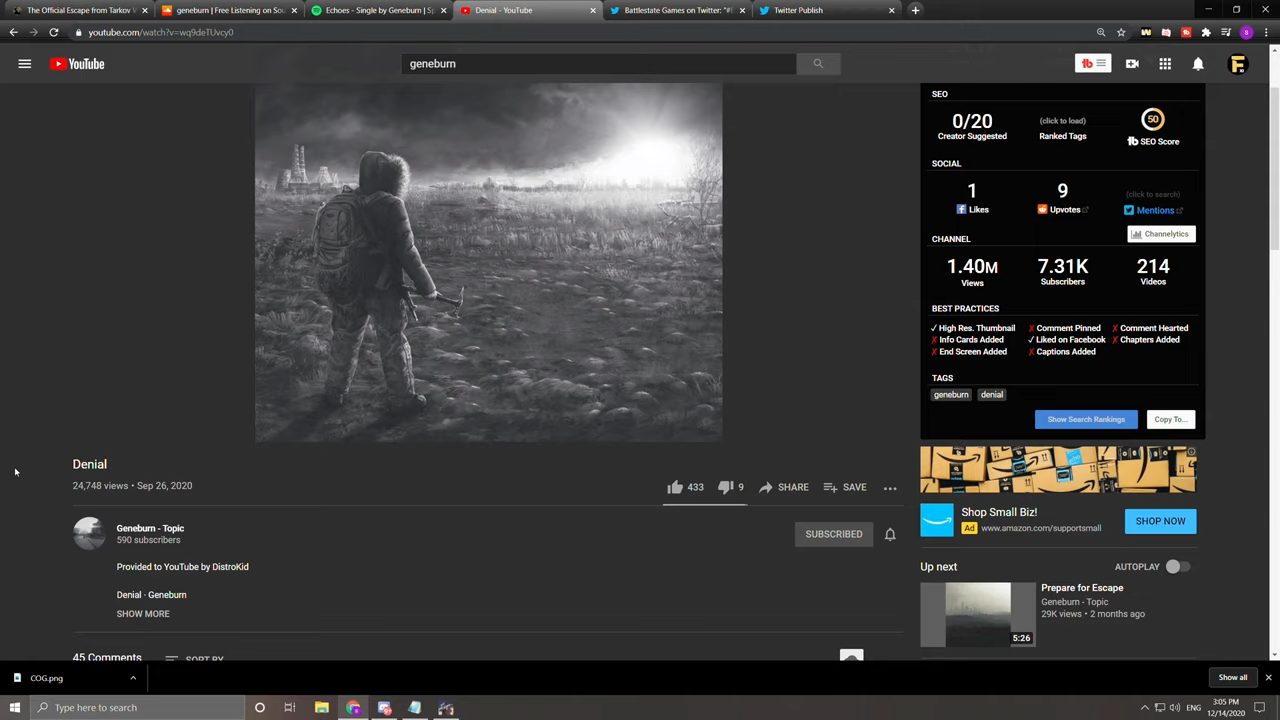 The Official Escape from Tarkov
geneburn | Free Listening on Sou
Echoes - Single by Geneburn | Sp
Denial - YouTube
Battlestate Games on Twitter: "#
Twitter Publish
youtube.com/watch?v=wq9deTUvcy0
YouTube
geneburn
SEO
0/20
Creator Suggested
(click to load)
Ranked Tags
50
tb SEO Score
SOCIAL
1
Likes
9
Upvotes
(click to search)
Mentions
Channelytics
CHANNEL
1.40M
Views
7.31K
Subscribers
214
Videos
BEST PRACTICES
✓ High Res. Thumbnail ✗ Comment Pinned ✗ Comment Hearted
✗ Info Cards Added ✓ Liked on Facebook ✗ Chapters Added
✗ End Screen Added ✗ Captions Added
TAGS
geneburn denial
Show Search Rankings Copy To...
Denial
24,748 views • Sep 26, 2020
433 9 SHARE SAVE
Geneburn - Topic
590 subscribers
SUBSCRIBED
Provided to YouTube by DistroKid
Denial · Geneburn
SHOW MORE
45 Comments SORT BY
Shop Small Biz!
Ad www.amazon.com/supportsmall
SHOP NOW
Up next
AUTOPLAY
Prepare for Escape
Geneburn - Topic
29K views • 2 months ago
5:26
COG.png
Show all
Type here to search
ENG
3:05 PM
12/14/2020